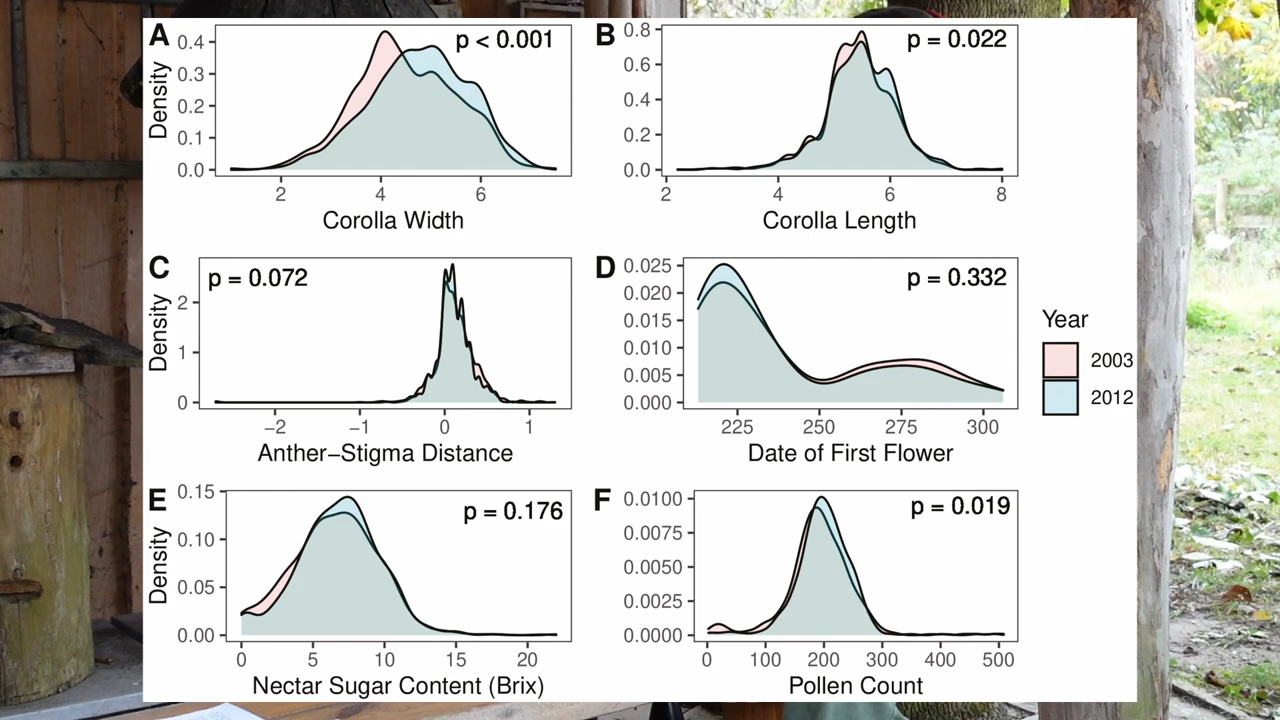 A
p < 0.001
Density
0.4
0.3
0.2
0.1
0.0
2 4 6
Corolla Width
B
p = 0.022
0.8
0.6
0.4
0.2
0.0
2 4 6 8
Corolla Length
C
p = 0.072
Density
2
1
0
−2 −1 0 1
Anther−Stigma Distance
D
p = 0.332
0.025
0.020
0.015
0.010
0.005
0.000
225 250 275 300
Date of First Flower
Year
2003
2012
E
p = 0.176
Density
0.15
0.10
0.05
0.00
0 5 10 15 20
Nectar Sugar Content (Brix)
F
p = 0.019
0.0100
0.0075
0.0050
0.0025
0.0000
0 100 200 300 400 500
Pollen Count